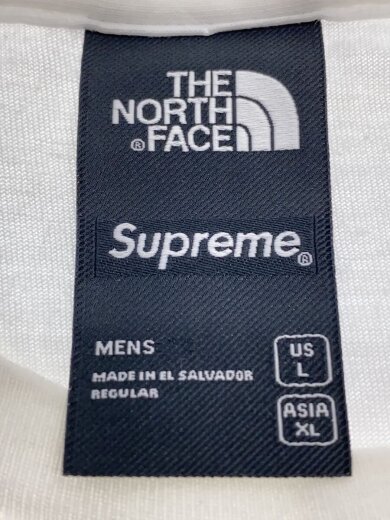 THE
NORTH
®FACE
Supreme®
MENS
MADE IN EL SALVADOR
REGULAR
US
L
ASIA
XL